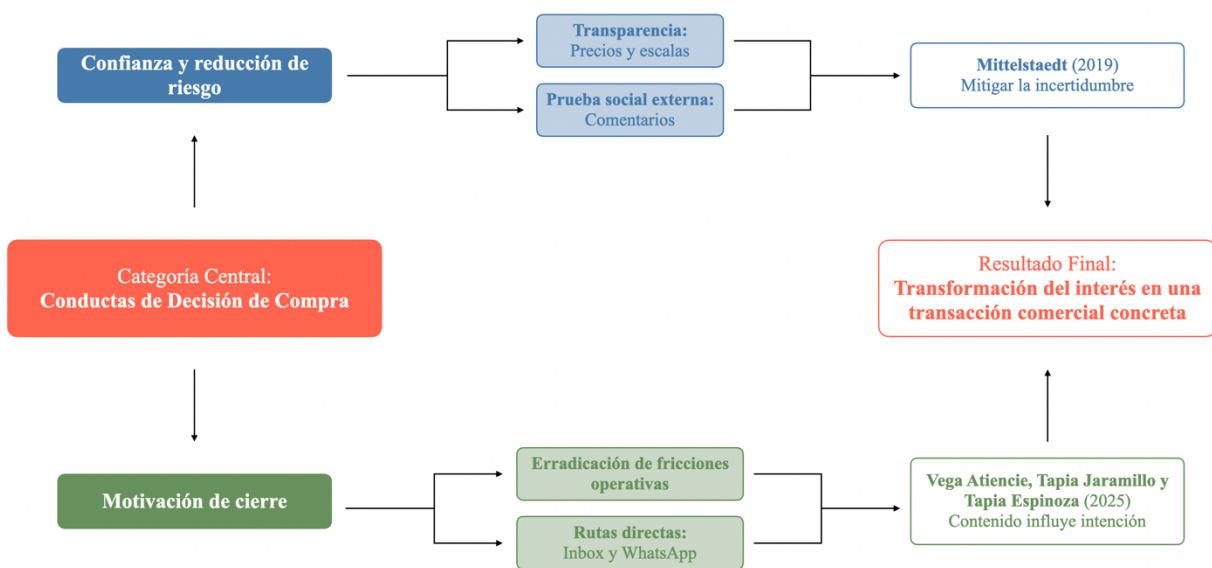 Confianza y reducción de
riesgo
Transparencia:
Precios y escalas
Prueba social externa:
Comentarios
Mittelstaedt (2019)
Mitigar la incertidumbre
Categoría Central:
Conductas de Decisión de Compra
Resultado Final:
Transformación del interés en una
transacción comercial concreta
Motivación de cierre
Erradicación de fricciones
operativas
Rutas directas:
Inbox y WhatsApp
Vega Atiencie, Tapia Jaramillo y
Tapia Espinoza (2025)
Contenido influye intención